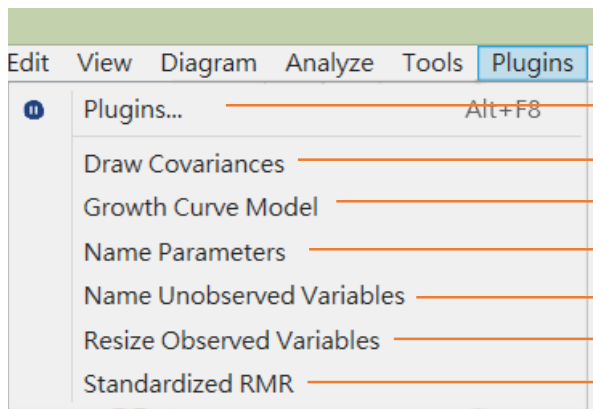 Edit View Diagram Analyze Tools Plugins
Plugins... Alt+F8
Draw Covariances
Growth Curve Model
Name Parameters
Name Unobserved Variables
Resize Observed Variables
Standardized RMR